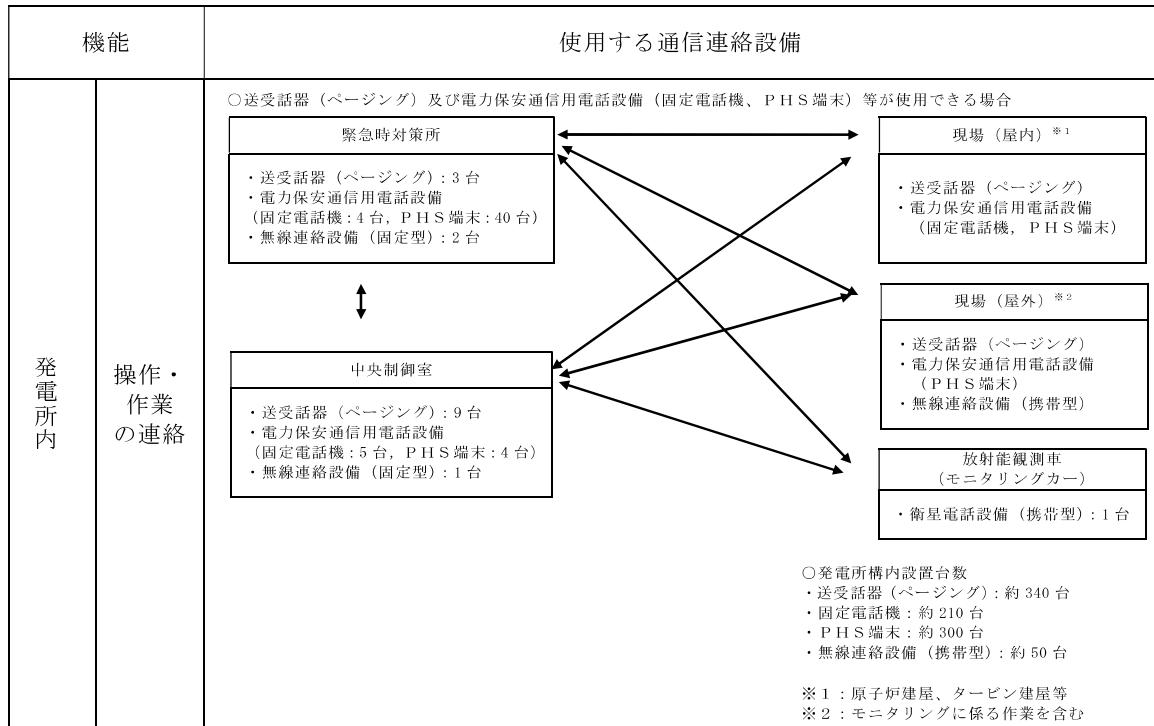 機能
使用する通信連絡設備
発電所内
操作・
作業
の連絡
○送受話器（ページング）及び電力保安通信用電話設備（固定電話機、PHS端末）等が使用できる場合
緊急時対策所
・送受話器（ページング）：3台
・電力保安通信用電話設備
（固定電話機：4台，PHS端末：40台）
・無線連絡設備（固定型）：2台
中央制御室
・送受話器（ページング）：9台
・電力保安通信用電話設備
（固定電話機：5台，PHS端末：4台）
・無線連絡設備（固定型）：1台
現場（屋内）※1
・送受話器（ページング）
・電力保安通信用電話設備
（固定電話機，PHS端末）
現場（屋外）※2
・送受話器（ページング）
・電力保安通信用電話設備
（PHS端末）
・無線連絡設備（携帯型）
放射能観測車
（モニタリングカー）
・衛星電話設備（携帯型）：1台
○発電所構内設置台数
・送受話器（ページング）：約340台
・固定電話機：約210台
・PHS端末：約300台
・無線連絡設備（携帯型）：約50台
※1：原子炉建屋、タービン建屋等
※2：モニタリングに係る作業を含む